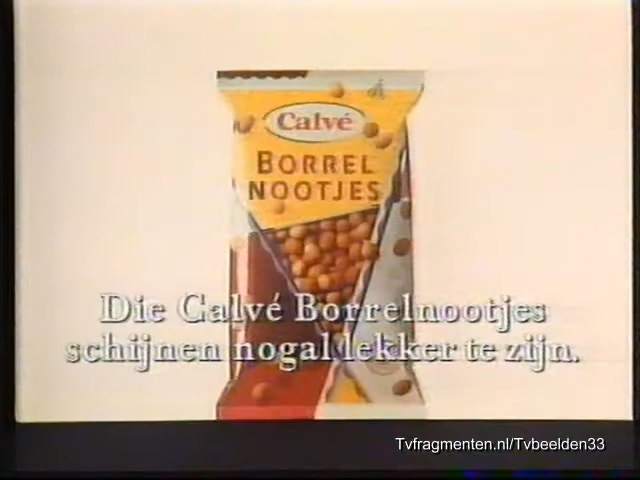 Calvé
BORREL
NOOTJES
Die Calvé Borrelnootjes
schijnen nogal lekker te zijn.
Tvfragmenten.nl/Tvbeelden33